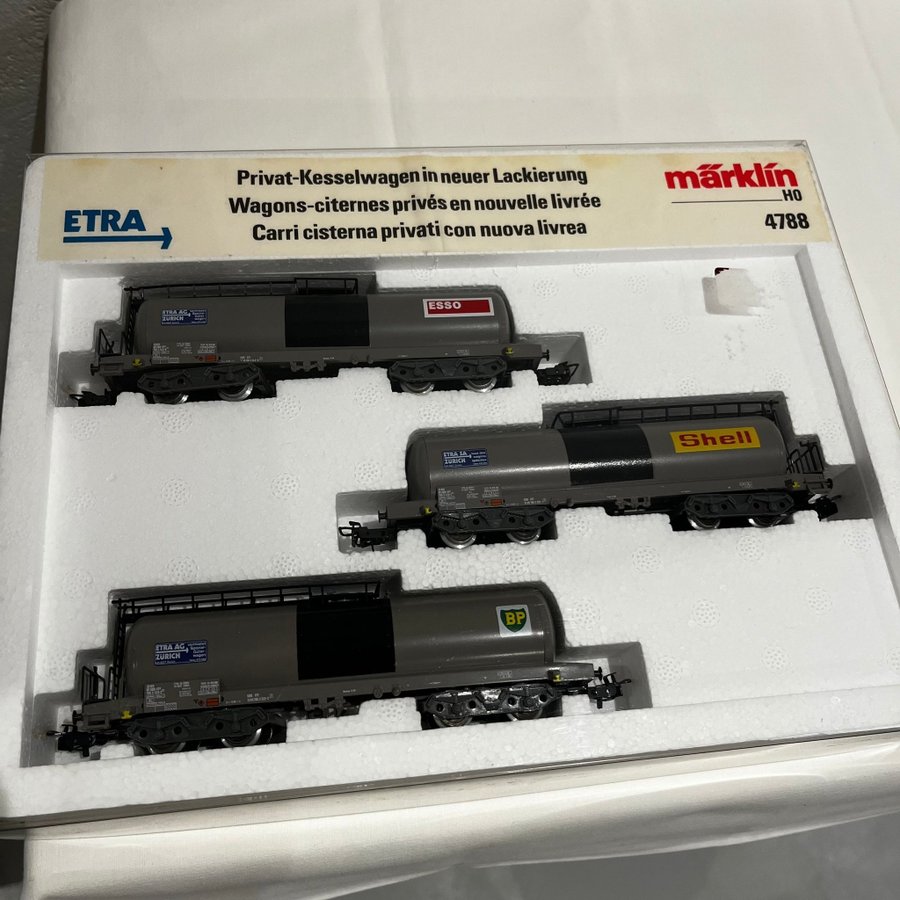 Privat-Kesselwagen in neuer Lackierung
Wagons-citernes privés en nouvelle livrée
Carri cisterna privati con nuova livrea
ETRA
märklin
HO
4788
ETRA AG
ZÜRICH
ESSO
ETRA SA
ZÜRICH
Shell
ETRA AG
ZÜRICH
BP